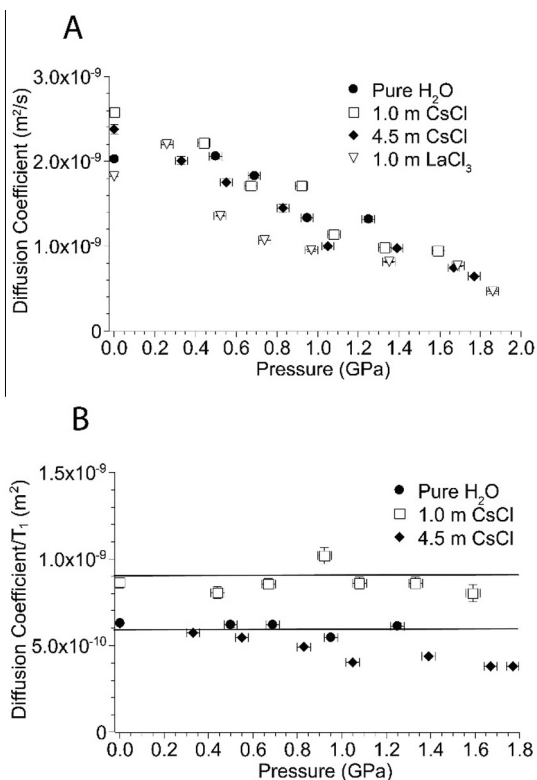 A
3.0x10⁻⁹
2.0x10⁻⁹
1.0x10⁻⁹
0
Diffusion Coefficient (m²/s)
Pure H₂O
1.0 m CsCl
4.5 m CsCl
1.0 m LaCl₃
0.0 0.2 0.4 0.6 0.8 1.0 1.2 1.4 1.6 1.8 2.0
Pressure (GPa)
B
1.5x10⁻⁹
1.0x10⁻⁹
5.0x10⁻¹⁰
0
Diffusion Coefficient/T₁ (m²)
Pure H₂O
1.0 m CsCl
4.5 m CsCl
0.0 0.2 0.4 0.6 0.8 1.0 1.2 1.4 1.6 1.8
Pressure (GPa)